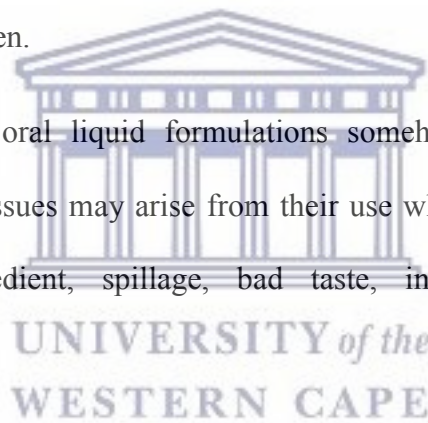 en.
oral liquid formulations someh
ssues may arise from their use wh
edient, spillage, bad taste, in
UNIVERSITY of the
WESTERN CAPE